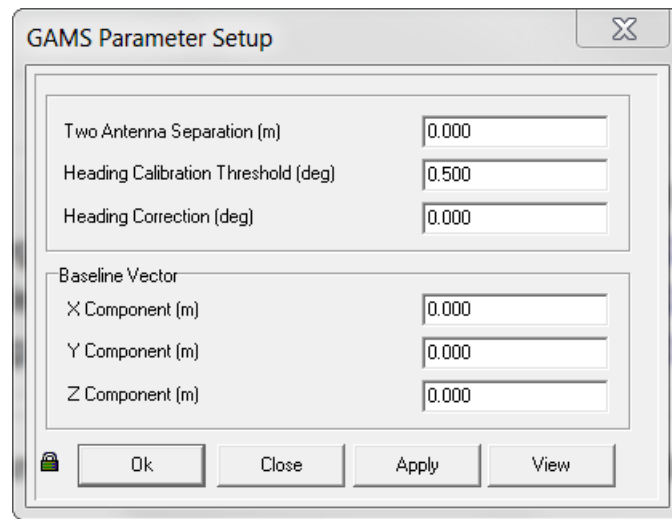 GAMS Parameter Setup
Two Antenna Separation (m) 0.000
Heading Calibration Threshold (deg) 0.500
Heading Correction (deg) 0.000
Baseline Vector
X Component (m) 0.000
Y Component (m) 0.000
Z Component (m) 0.000
Ok Close Apply View